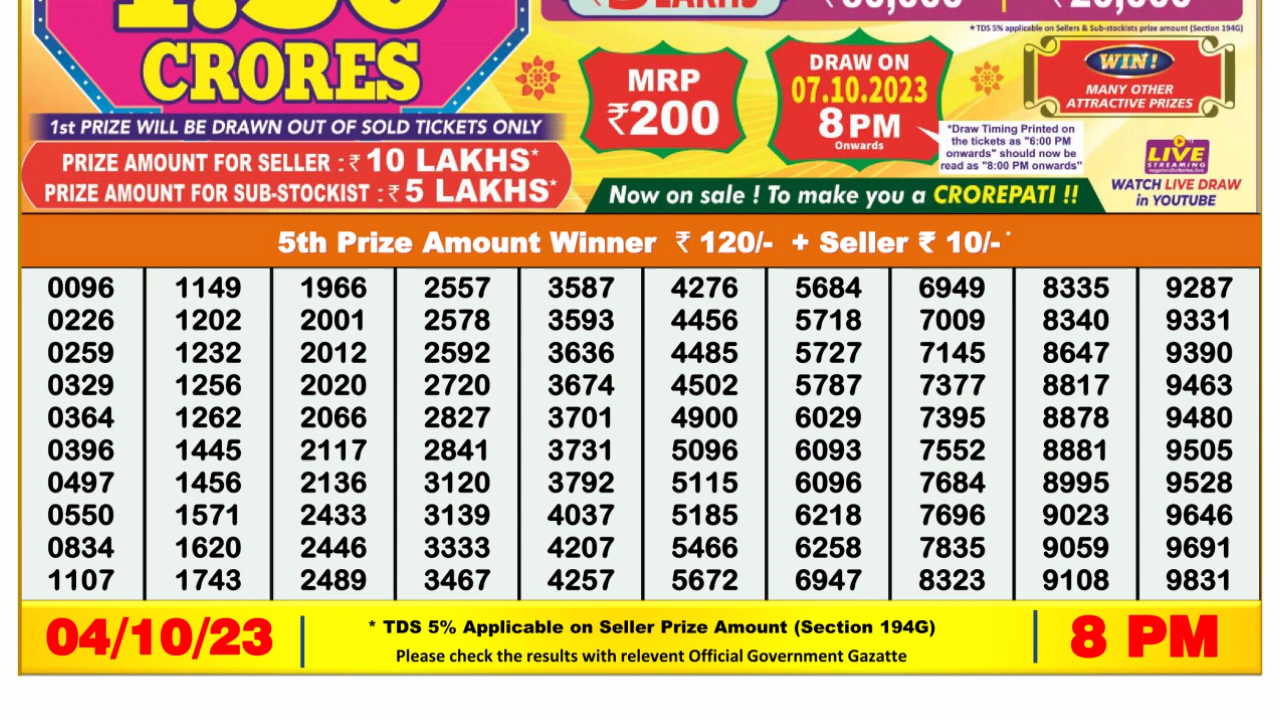 CRORES
1st PRIZE WILL BE DRAWN OUT OF SOLD TICKETS ONLY
PRIZE AMOUNT FOR SELLER : ₹ 10 LAKHS*
PRIZE AMOUNT FOR SUB-STOCKIST : ₹ 5 LAKHS*
LAKHS
* TDS 5% applicable on Sellers & Sub-stockists prize amount (Section 194G)
MRP
₹200
DRAW ON
07.10.2023
8 PM
Onwards
*Draw Timing Printed on
the tickets as "6:00 PM
onwards" should now be
read as "8:00 PM onwards"
WIN!
MANY OTHER
ATTRACTIVE PRIZES
LIVE
STREAMING
WATCH LIVE DRAW
in YOUTUBE
Now on sale ! To make you a CROREPATI !!
5th Prize Amount Winner ₹ 120/- + Seller ₹ 10/- *
0096 1149 1966 2557 3587 4276 5684 6949 8335 9287
0226 1202 2001 2578 3593 4456 5718 7009 8340 9331
0259 1232 2012 2592 3636 4485 5727 7145 8647 9390
0329 1256 2020 2720 3674 4502 5787 7377 8817 9463
0364 1262 2066 2827 3701 4900 6029 7395 8878 9480
0396 1445 2117 2841 3731 5096 6093 7552 8881 9505
0497 1456 2136 3120 3792 5115 6096 7684 8995 9528
0550 1571 2433 3139 4037 5185 6218 7696 9023 9646
0834 1620 2446 3333 4207 5466 6258 7835 9059 9691
1107 1743 2489 3467 4257 5672 6947 8323 9108 9831
04/10/23
* TDS 5% Applicable on Seller Prize Amount (Section 194G)
Please check the results with relevent Official Government Gazatte
8 PM